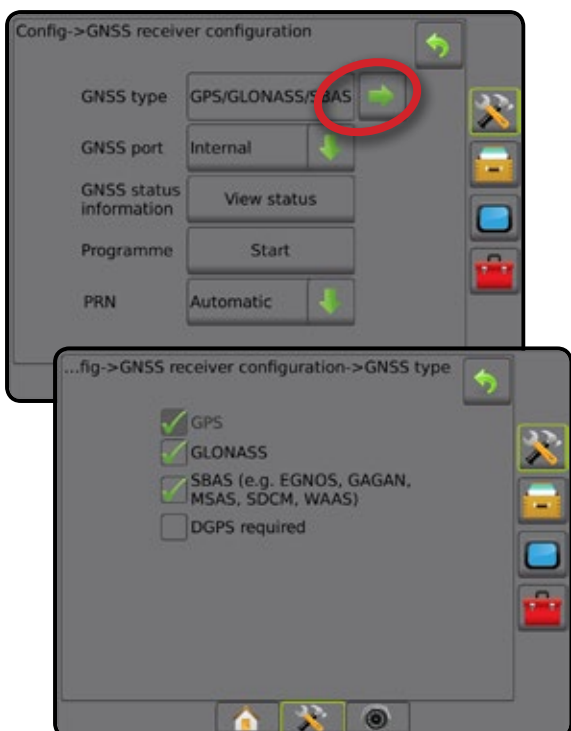 Config->GNSS receiver configuration
GNSS type GPS/GLONASS/SBAS
GNSS port Internal
GNSS status
information View status
Programme Start
PRN Automatic
...fig->GNSS receiver configuration->GNSS type
GPS
GLONASS
SBAS (e.g. EGNOS, GAGAN,
MSAS, SDCM, WAAS)
DGPS required